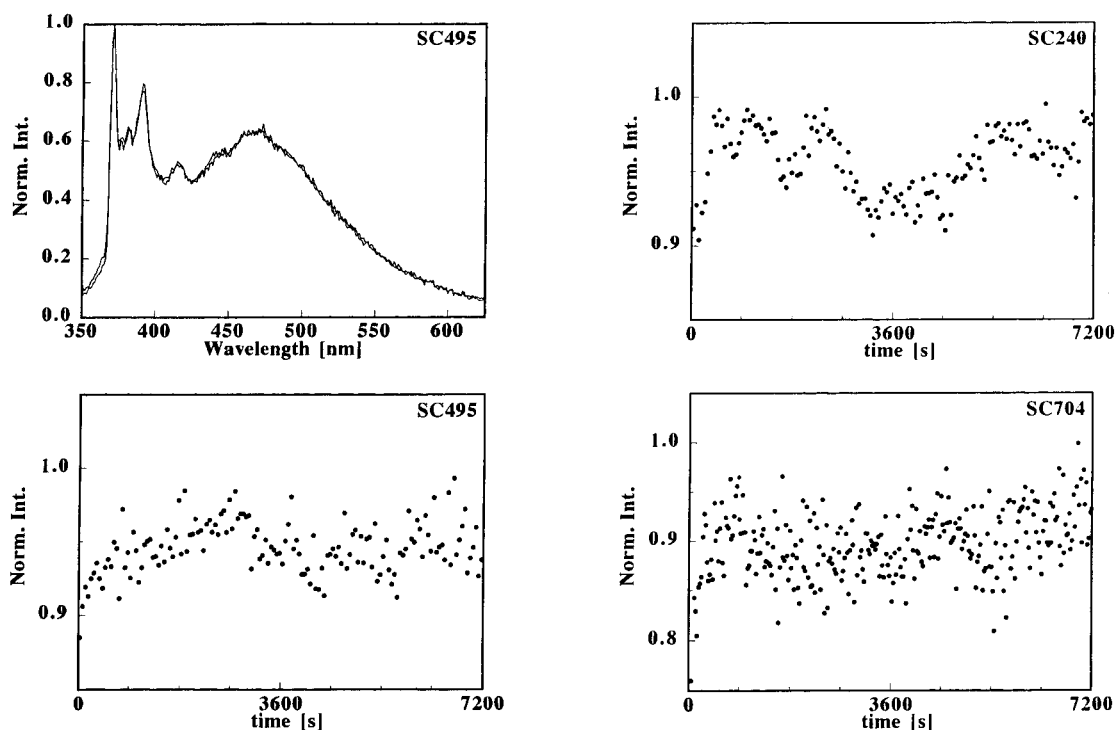 SC495
Norm. Int.
1.0
0.8
0.6
0.4
0.2
0.0
350 400 450 500 550 600
Wavelength [nm]
SC240
Norm. Int.
1.0
0.9
0 3600 7200
time [s]
SC495
Norm. Int.
1.0
0.9
0 3600 7200
time [s]
SC704
Norm. Int.
1.0
0.9
0.8
0 3600 7200
time [s]